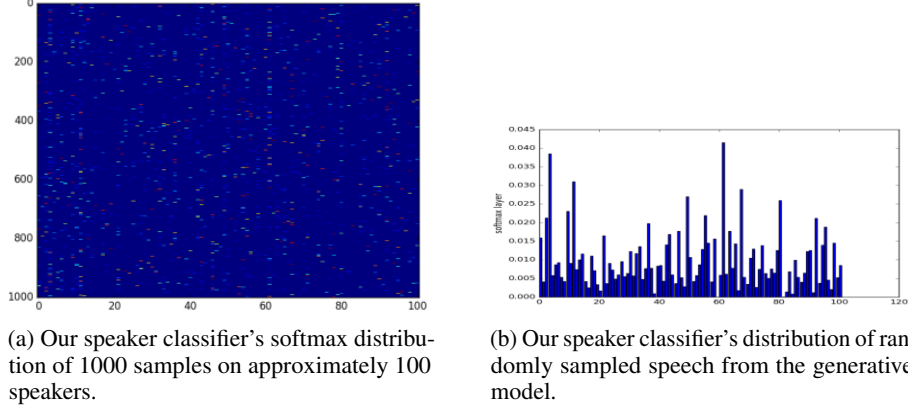 0
200
400
600
800
1000
0 20 40 60 80 100
(a) Our speaker classifier's softmax distribu-
tion of 1000 samples on approximately 100
speakers.
0.045
0.040
0.035
0.030
0.025
0.020
0.015
0.010
0.005
0.000
softmax layer
0 20 40 60 80 100 120
(b) Our speaker classifier's distribution of ran
domly sampled speech from the generative
model.